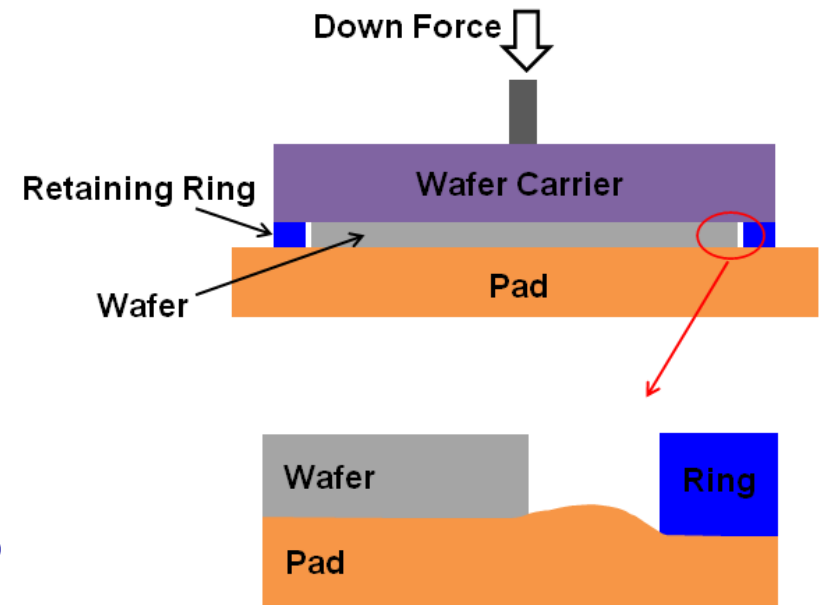 Down Force
Wafer Carrier
Retaining Ring
Wafer
Pad
Wafer
Ring
Pad